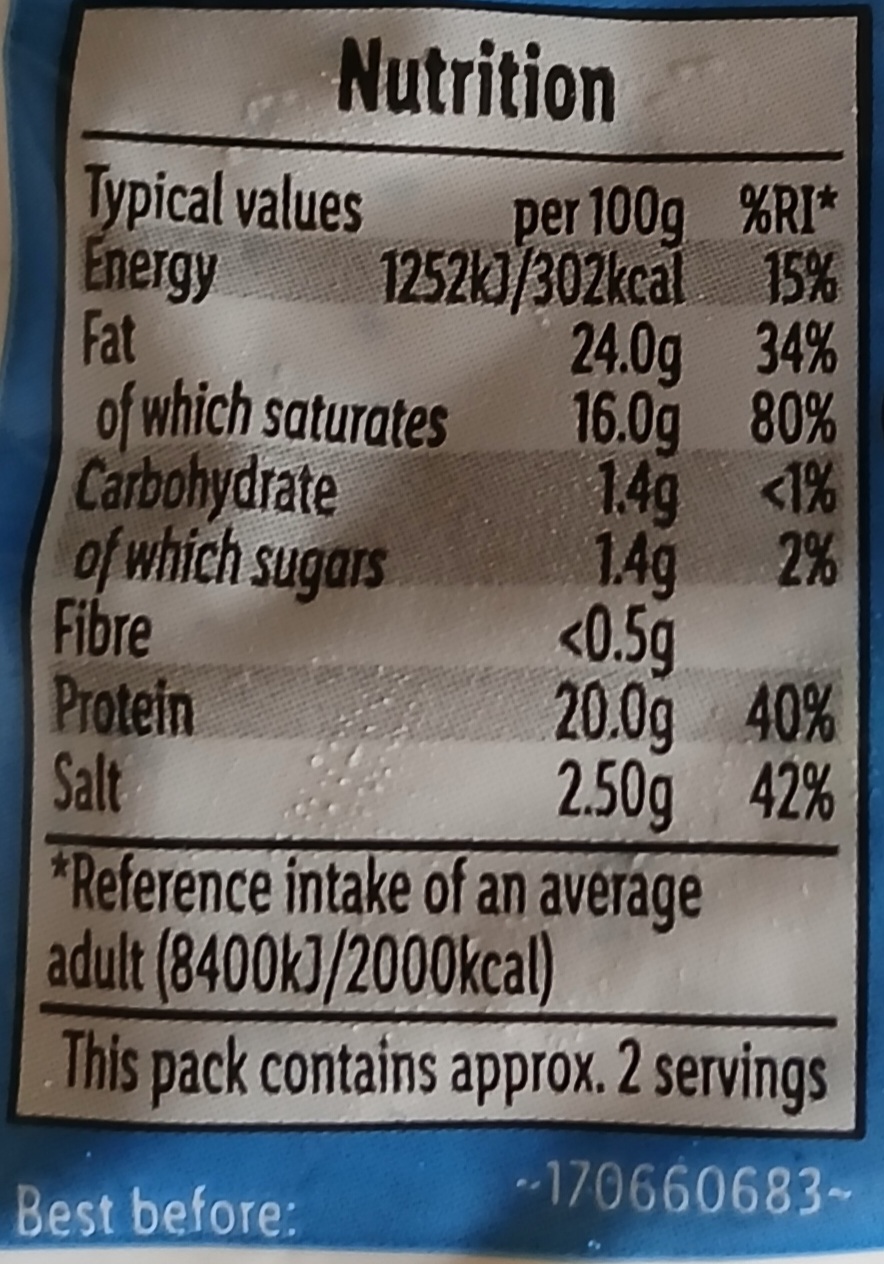 Nutrition
Typical values per 100g %RI*
Energy 1252kJ/302kcal 15%
Fat 24.0g 34%
of which saturates 16.0g 80%
Carbohydrate 1.4g <1%
of which sugars 1.4g 2%
Fibre <0.5g
Protein 20.0g 40%
Salt 2.50g 42%
*Reference intake of an average
adult (8400kJ/2000kcal)
This pack contains approx. 2 servings
~170660683~
Best before: